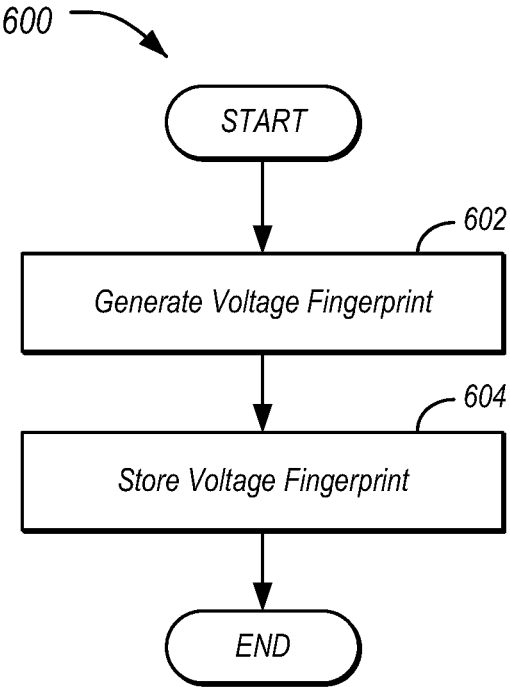 600
START
602
Generate Voltage Fingerprint
604
Store Voltage Fingerprint
END